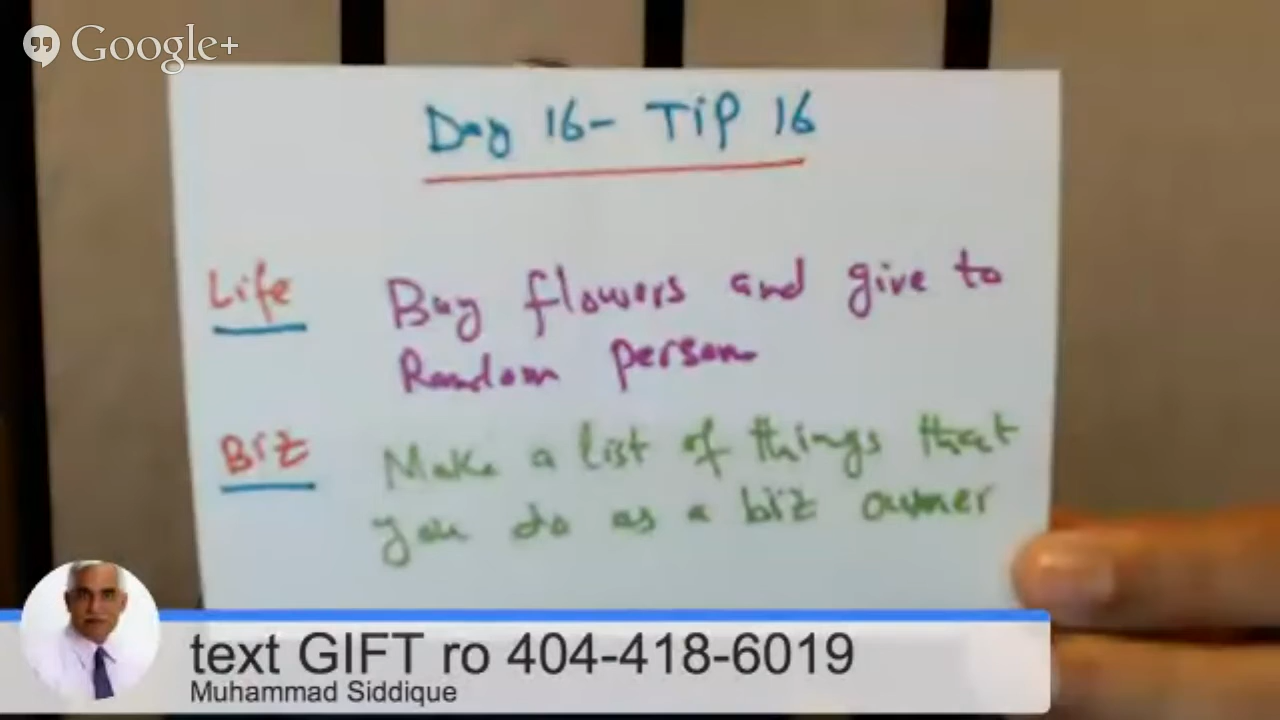 Google+
Day 16- Tip 16
Life Buy flowers and give to
Random person
Biz Make a list of things that
you do as a biz owner
text GIFT ro 404-418-6019
Muhammad Siddique